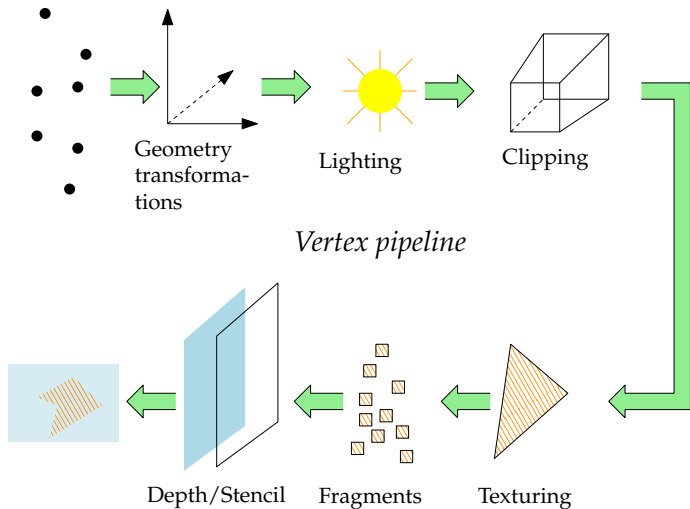 Geometry
transforma-
tions
Lighting
Clipping
Vertex pipeline
Depth/Stencil
Fragments
Texturing